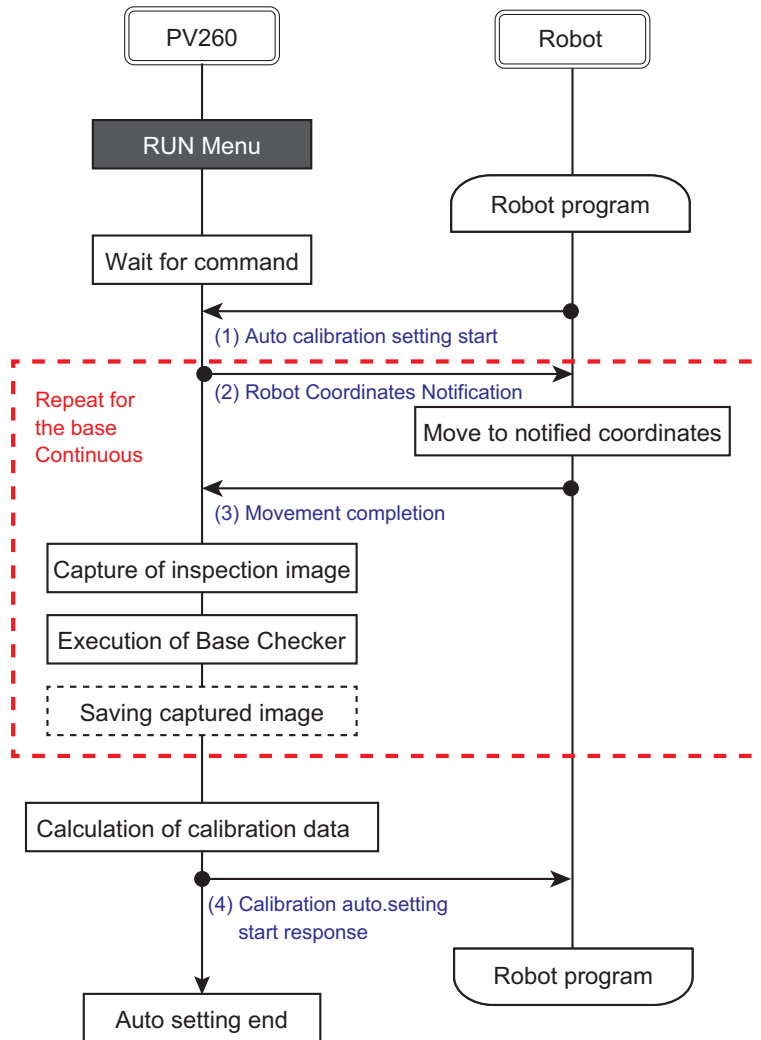 PV260
Robot
RUN Menu
Robot program
Wait for command
(1) Auto calibration setting start
(2) Robot Coordinates Notification
Repeat for
the base
Continuous
Move to notified coordinates
(3) Movement completion
Capture of inspection image
Execution of Base Checker
Saving captured image
Calculation of calibration data
(4) Calibration auto.setting
start response
Robot program
Auto setting end